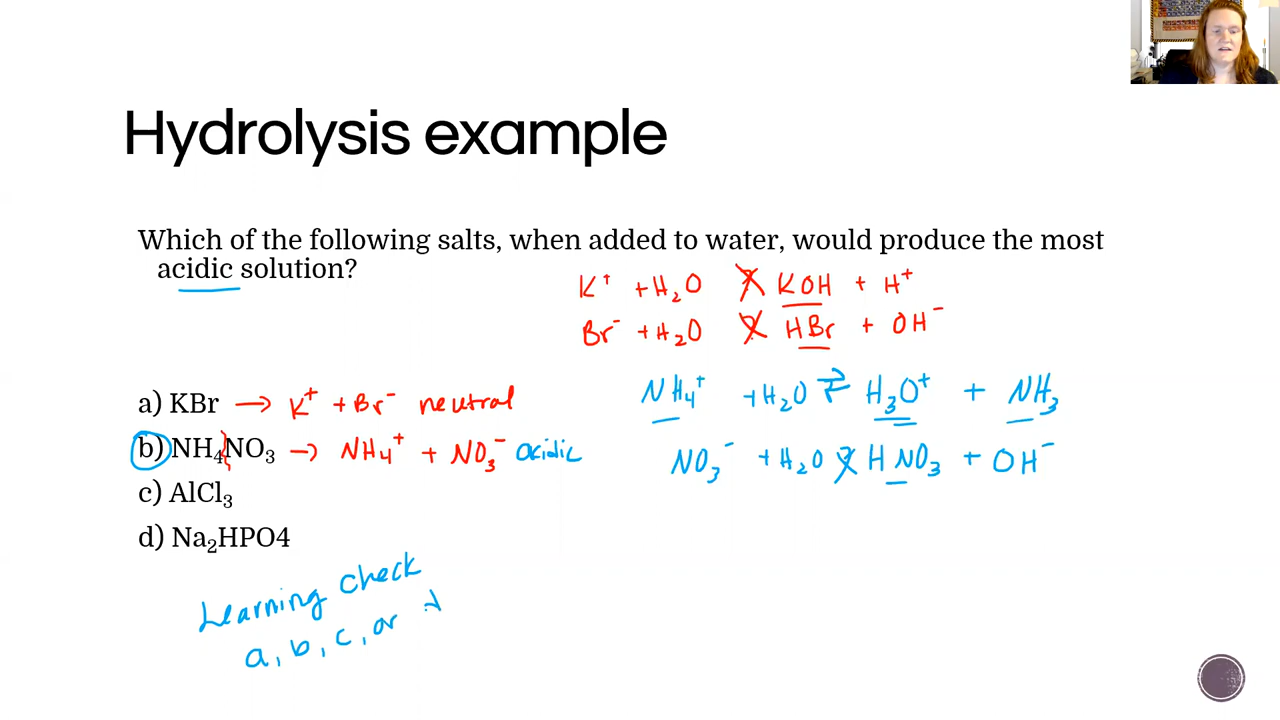 Hydrolysis example
Which of the following salts, when added to water, would produce the most
acidic solution?
K⁺ + H₂O ⇄ KOH + H⁺
Br⁻ + H₂O ⇄ HBr + OH⁻
NH₄⁺ + H₂O ⇄ H₃O⁺ + NH₃
NO₃⁻ + H₂O ⇄ HNO₃ + OH⁻
a) KBr → K⁺ + Br⁻ neutral
b) NH₄NO₃ → NH₄⁺ + NO₃⁻ acidic
c) AlCl₃
d) Na₂HPO4
Learning Check
a, b, c, or d